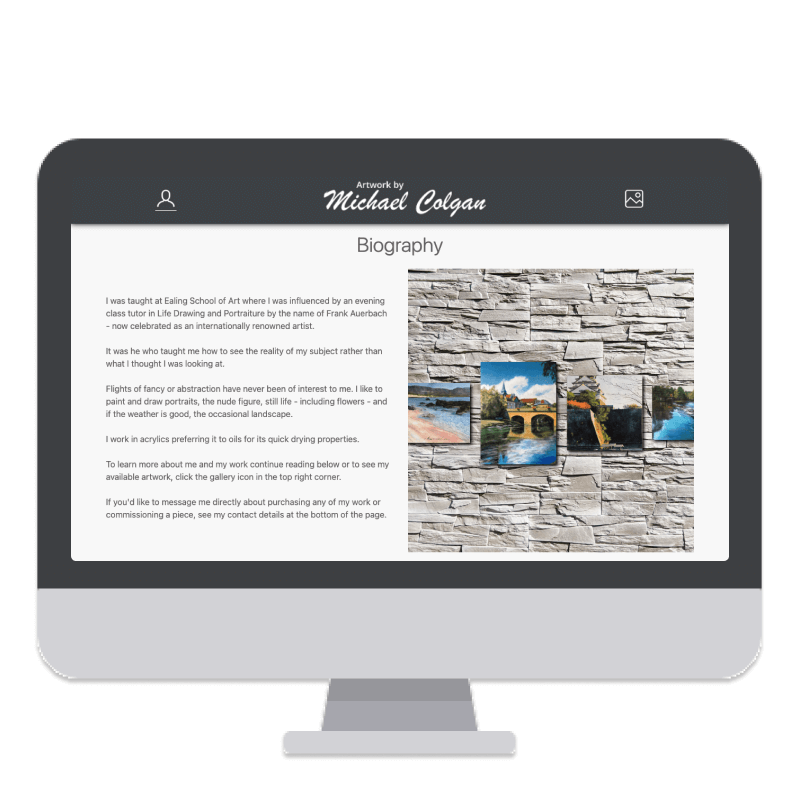 Artwork by
Michael Colgan
Biography
I was taught at Ealing School of Art where I was influenced by an evening
class tutor in Life Drawing and Portraiture by the name of Frank Auerbach
- now celebrated as an internationally renowned artist.
It was he who taught me how to see the reality of my subject rather than
what I thought I was looking at.
Flights of fancy or abstraction have never been of interest to me. I like to
paint and draw portraits, the nude figure, still life - including flowers - and
if the weather is good, the occasional landscape.
I work in acrylics preferring it to oils for its quick drying properties.
To learn more about me and my work continue reading below or to see my
available artwork, click the gallery icon in the top right corner.
If you'd like to message me directly about purchasing any of my work or
commissioning a piece, see my contact details at the bottom of the page.